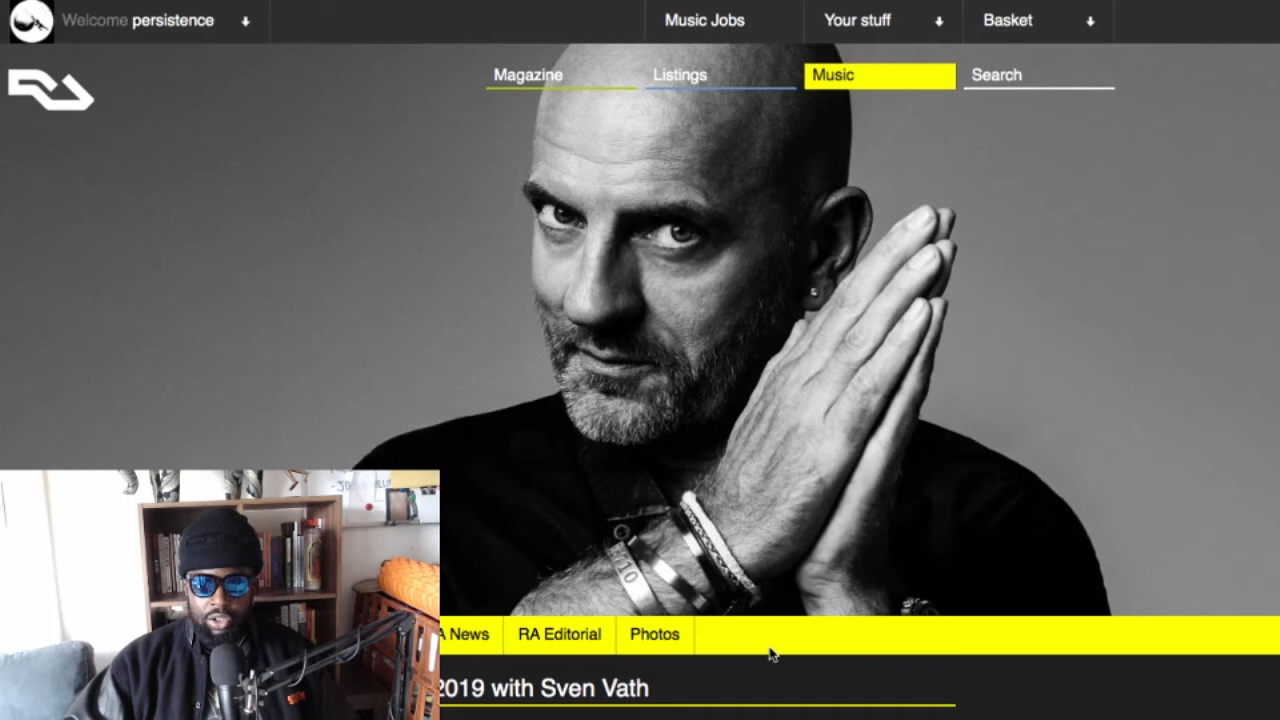 Welcome persistence
Music Jobs
Your stuff
Basket
Magazine
Listings
Music
Search
A News
RA Editorial
Photos
2019 with Sven Vath